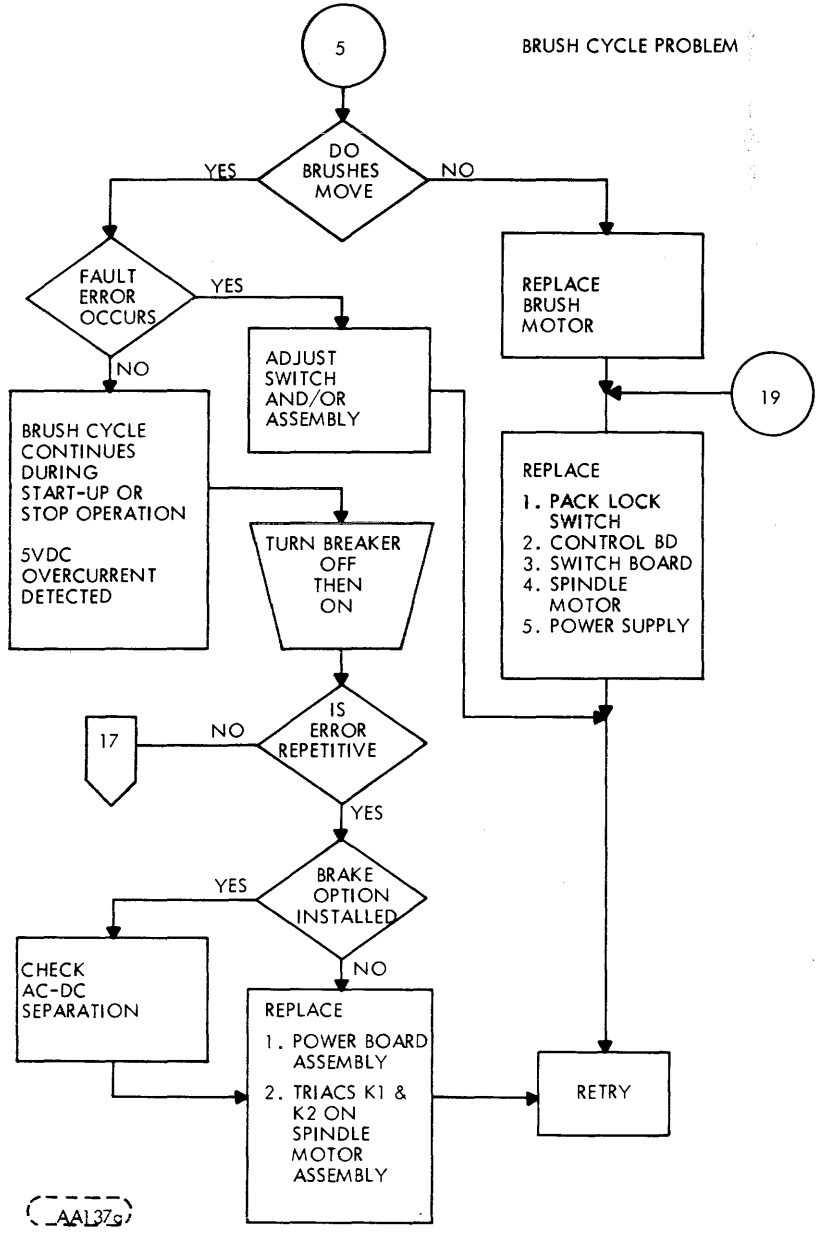 5
BRUSH CYCLE PROBLEM
DO
BRUSHES
MOVE
YES
NO
FAULT
ERROR
OCCURS
YES
NO
REPLACE
BRUSH
MOTOR
ADJUST
SWITCH
AND/OR
ASSEMBLY
19
BRUSH CYCLE
CONTINUES
DURING
START-UP OR
STOP OPERATION
5VDC
OVERCURRENT
DETECTED
REPLACE
1. PACK LOCK
SWITCH
2. CONTROL BD
3. SWITCH BOARD
4. SPINDLE
MOTOR
5. POWER SUPPLY
TURN BREAKER
OFF
THEN
ON
IS
ERROR
REPETITIVE
NO
17
YES
BRAKE
OPTION
INSTALLED
YES
NO
CHECK
AC-DC
SEPARATION
REPLACE
1. POWER BOARD
ASSEMBLY
2. TRIACS K1 &
K2 ON
SPINDLE
MOTOR
ASSEMBLY
RETRY
AA137a